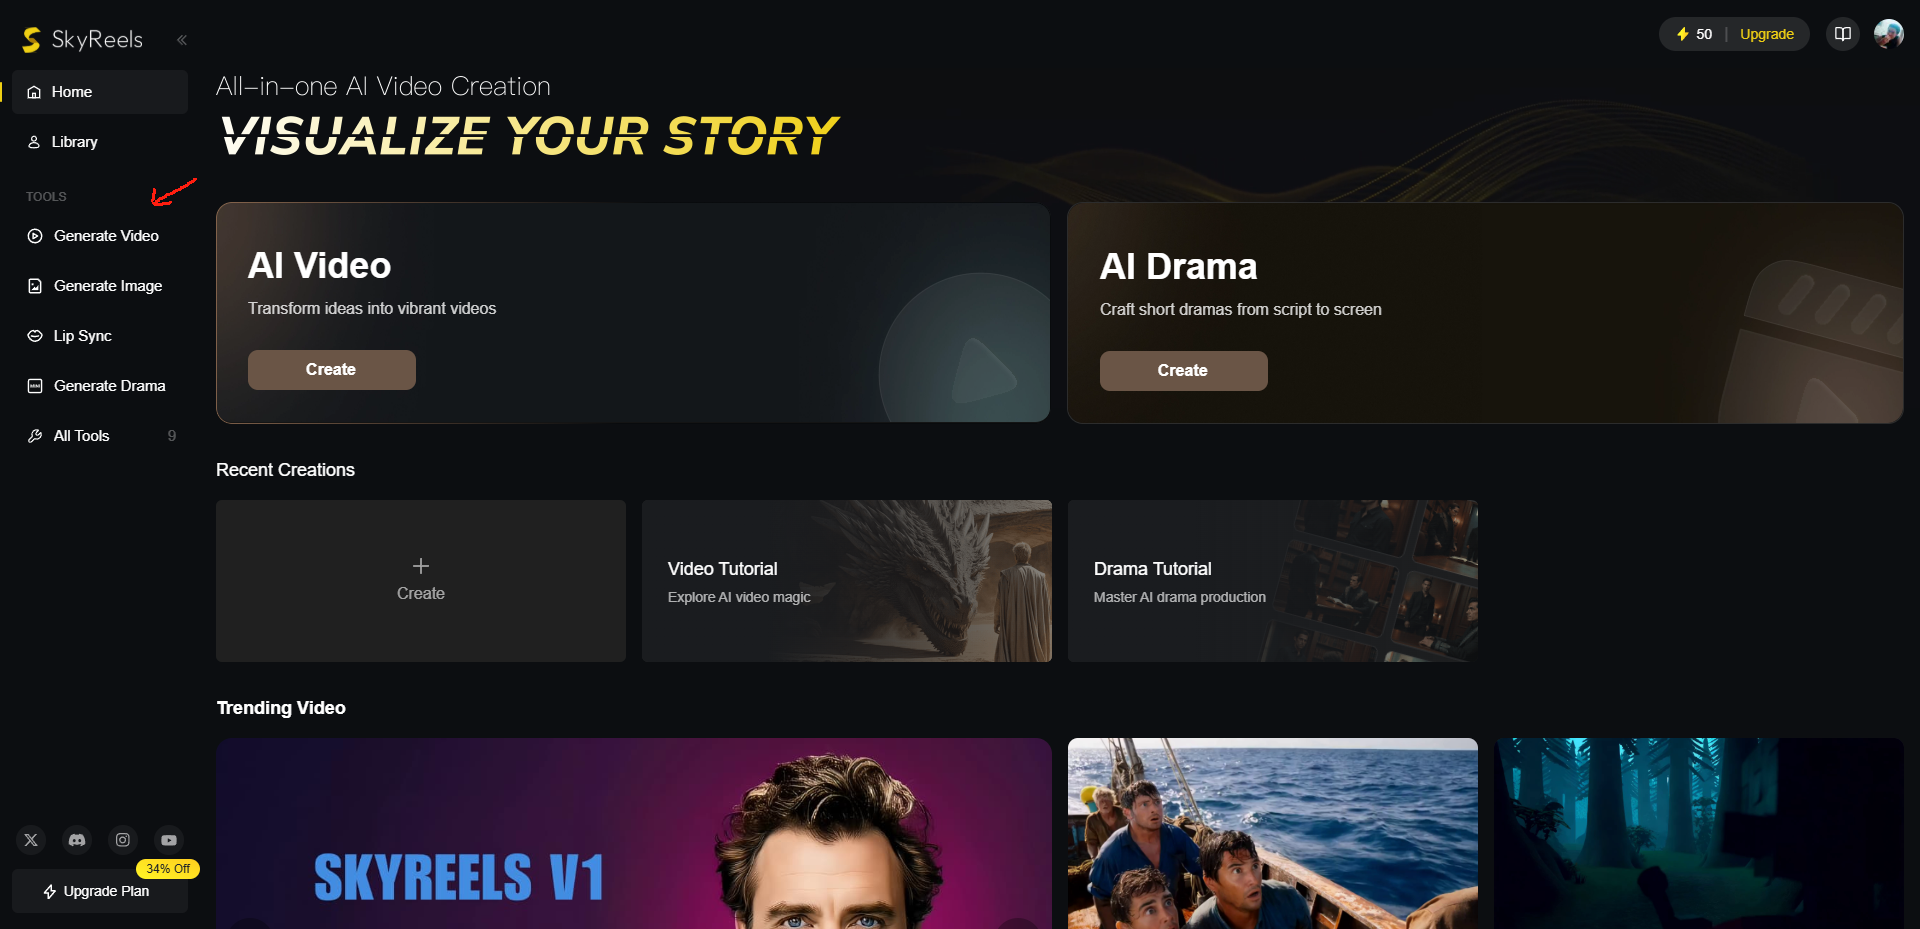 SkyReels
Home
Library
TOOLS
Generate Video
Generate Image
Lip Sync
Generate Drama
All Tools 9
34% Off
Upgrade Plan
50 | Upgrade
All-in-one AI Video Creation
VISUALIZE YOUR STORY
AI Video
Transform ideas into vibrant videos
Create
AI Drama
Craft short dramas from script to screen
Create
Recent Creations
Create
Video Tutorial
Explore AI video magic
Drama Tutorial
Master AI drama production
Trending Video
SKYREELS V1